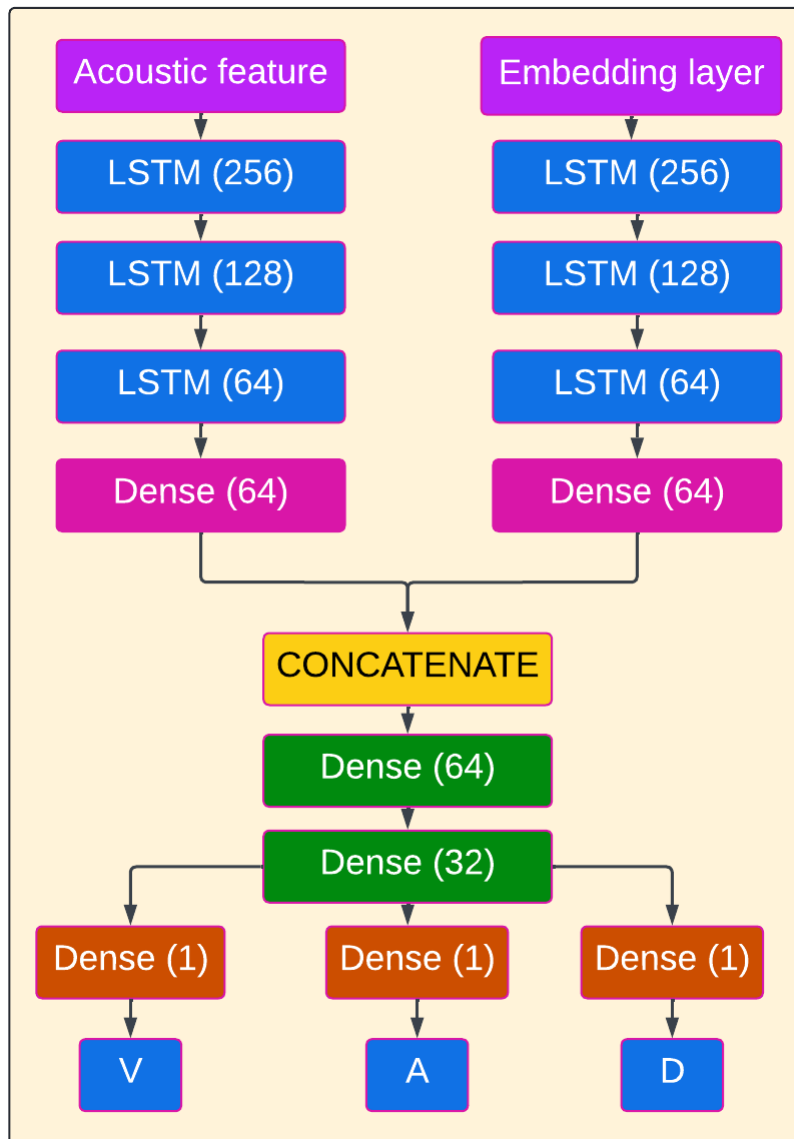 Acoustic feature
Embedding layer
LSTM (256)
LSTM (256)
LSTM (128)
LSTM (128)
LSTM (64)
LSTM (64)
Dense (64)
Dense (64)
CONCATENATE
Dense (64)
Dense (32)
Dense (1)
Dense (1)
Dense (1)
V
A
D